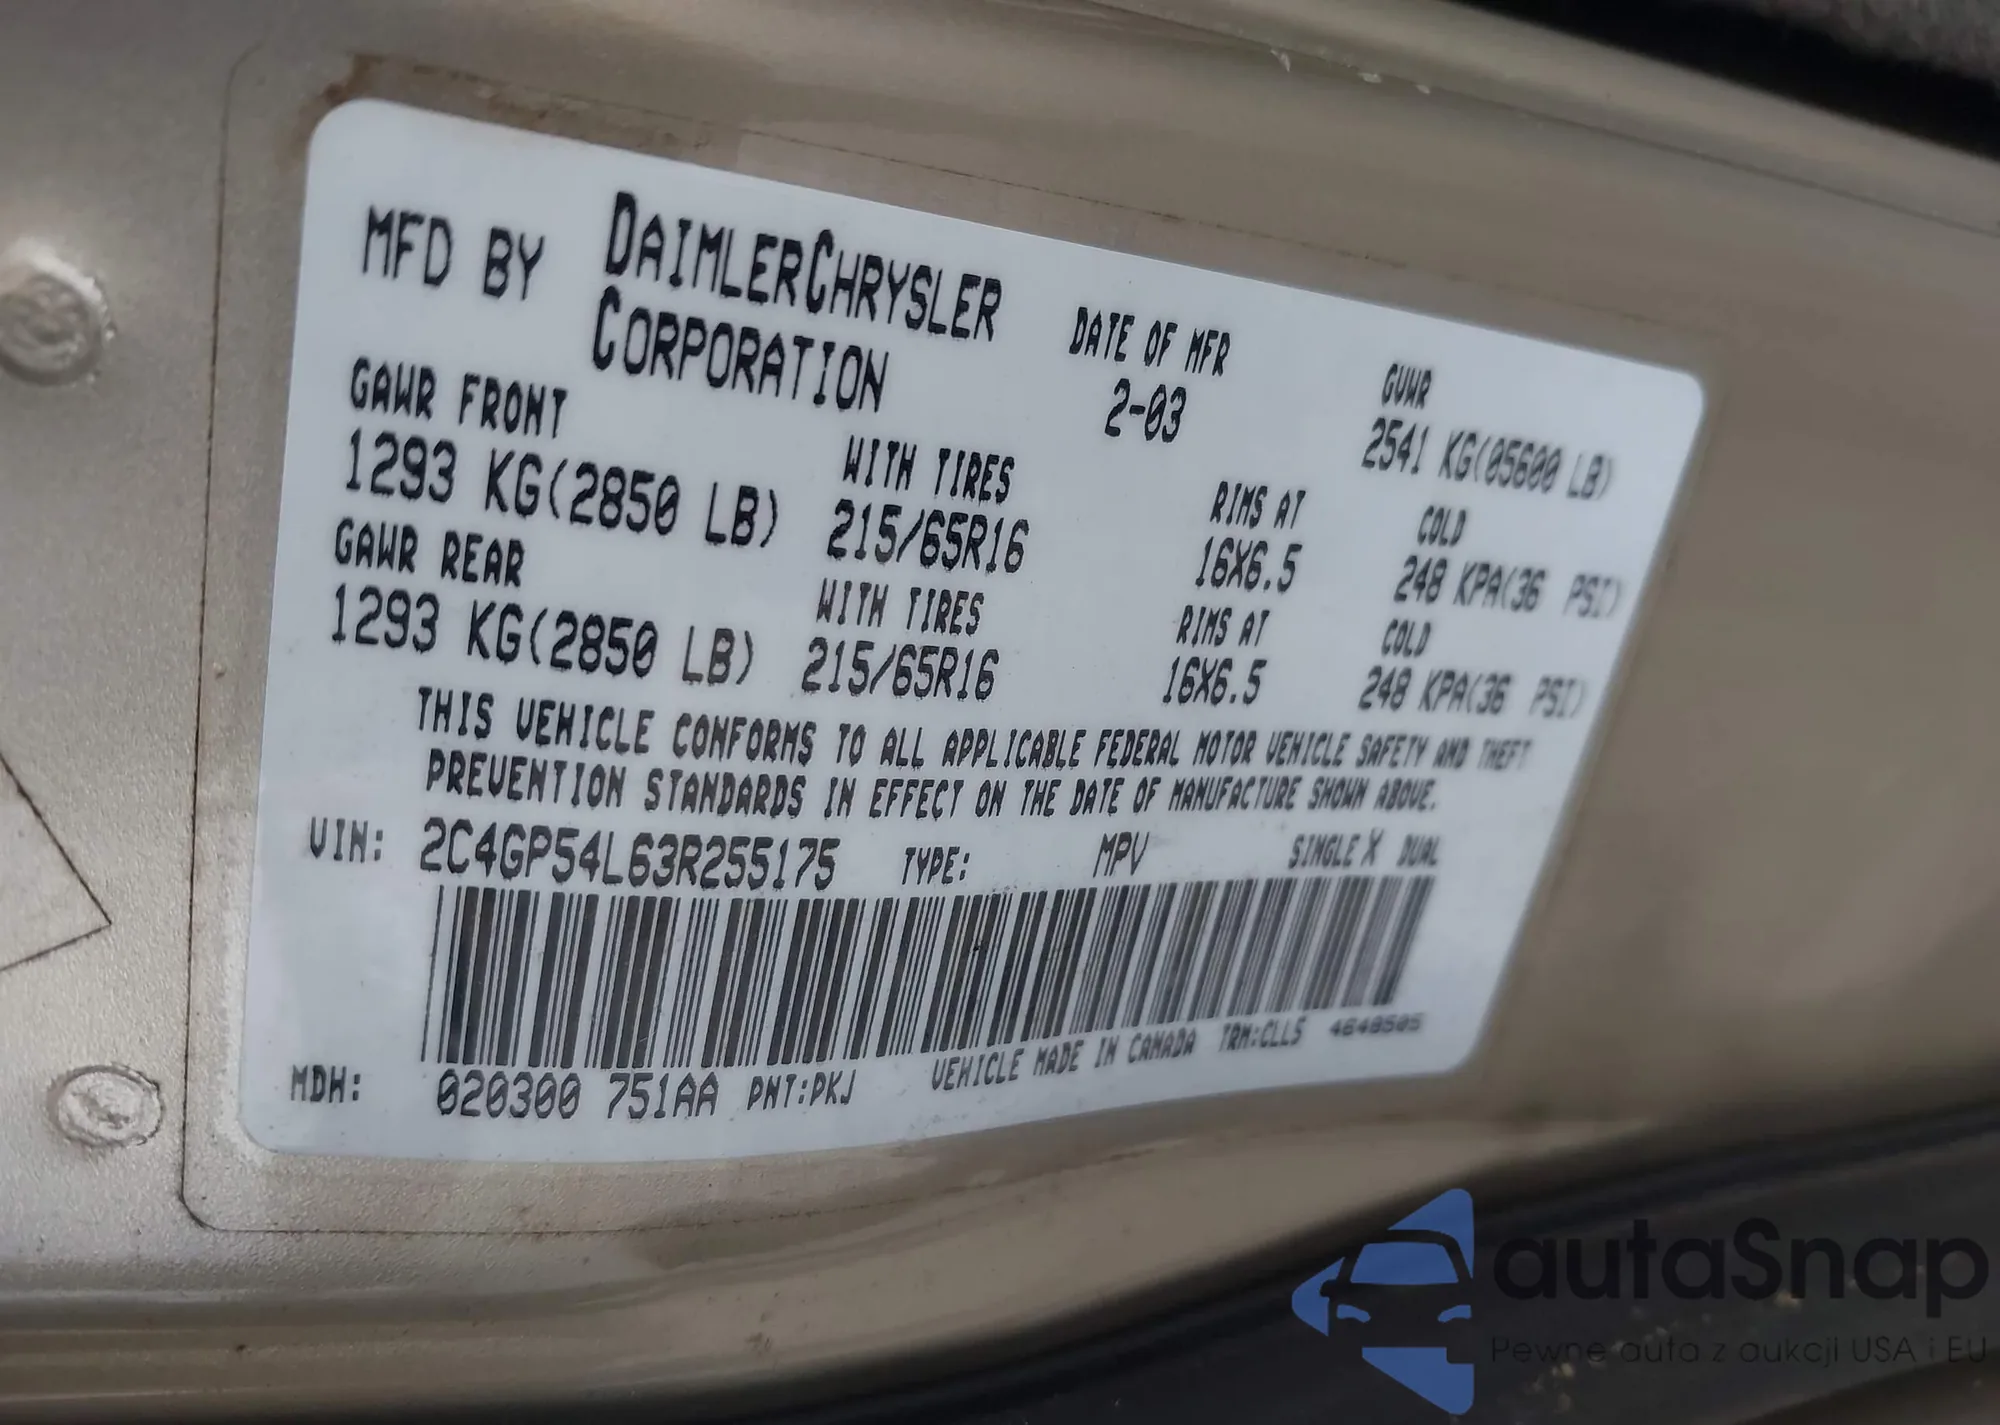 MFD BY DAIMLERCHRYSLER CORPORATION
DATE OF MFR 2-03
GVWR 2541 KG(05600 LB)
GAWR FRONT 1293 KG(2850 LB)
WITH TIRES 215/65R16
RIMS AT 16X6.5
COLD 248 KPA(36 PSI)
GAWR REAR 1293 KG(2850 LB)
WITH TIRES 215/65R16
RIMS AT 16X6.5
COLD 248 KPA(36 PSI)
THIS VEHICLE CONFORMS TO ALL APPLICABLE FEDERAL MOTOR VEHICLE SAFETY AND THEFT
PREVENTION STANDARDS IN EFFECT ON THE DATE OF MANUFACTURE SHOWN ABOVE.
VIN: 2C4GP54L63R255175 TYPE: MPV SINGLE X DUAL
VEHICLE MADE IN CANADA TRM:CLL5 4648505
MDH: 020300 751AA PNT:PKJ
autaSnap
Pewne auta z aukcji USA i EU